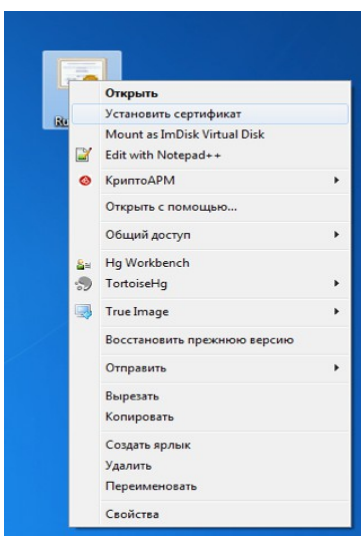 Открыть
Установить сертификат
Mount as ImDisk Virtual Disk
Edit with Notepad++
КриптоАРМ
Открыть с помощью...
Общий доступ
Hg Workbench
TortoiseHg
True Image
Восстановить прежнюю версию
Отправить
Вырезать
Копировать
Создать ярлык
Удалить
Переименовать
Свойства